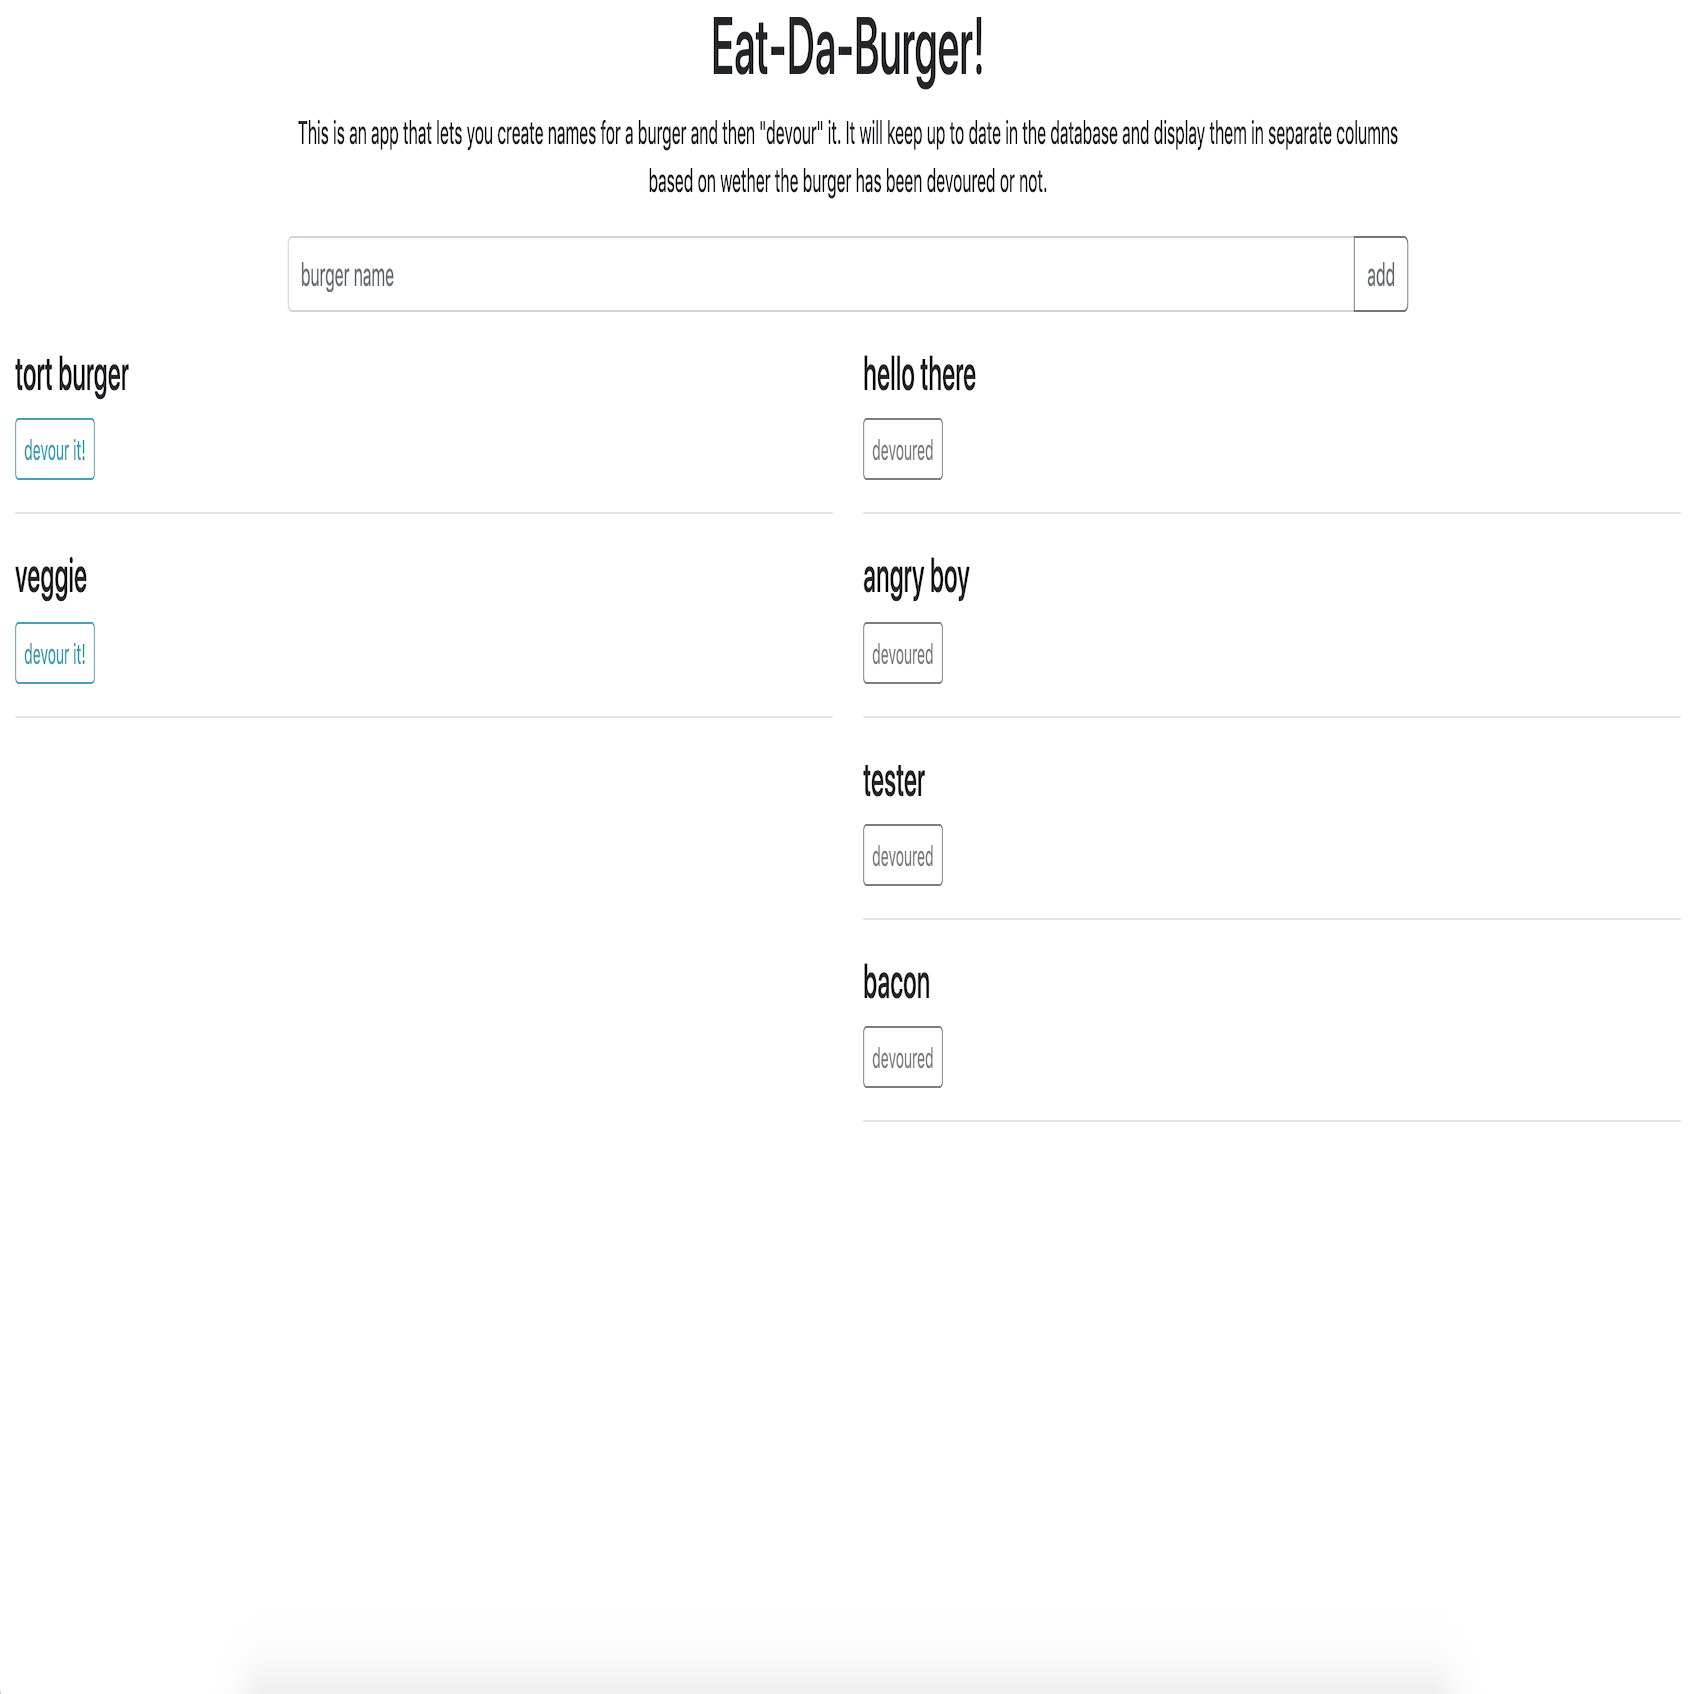 Eat-Da-Burger!
This is an app that lets you create names for a burger and then "devour" it. It will keep up to date in the database and display them in separate columns
based on wether the burger has been devoured or not.
burger name
add
tort burger
devour it!
veggie
devour it!
hello there
devoured
angry boy
devoured
tester
devoured
bacon
devoured